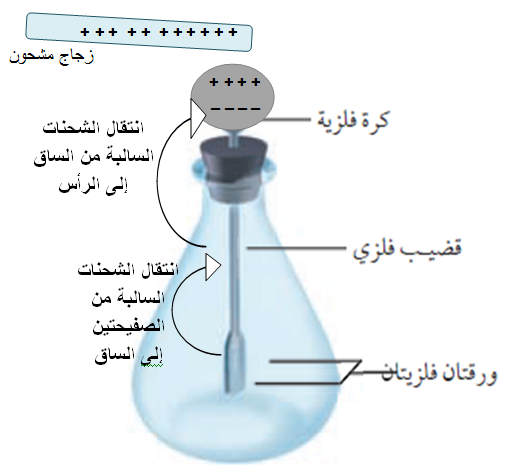 + + + + + + + + + + +
زجاج مشحون
+ + + +
– – – –
كرة فلزية
انتقال الشحنات
السالبة من الساق
إلى الرأس
قضيب فلزي
انتقال الشحنات
السالبة من
الصفيحتين
إلى الساق
ورقتان فلزيتان